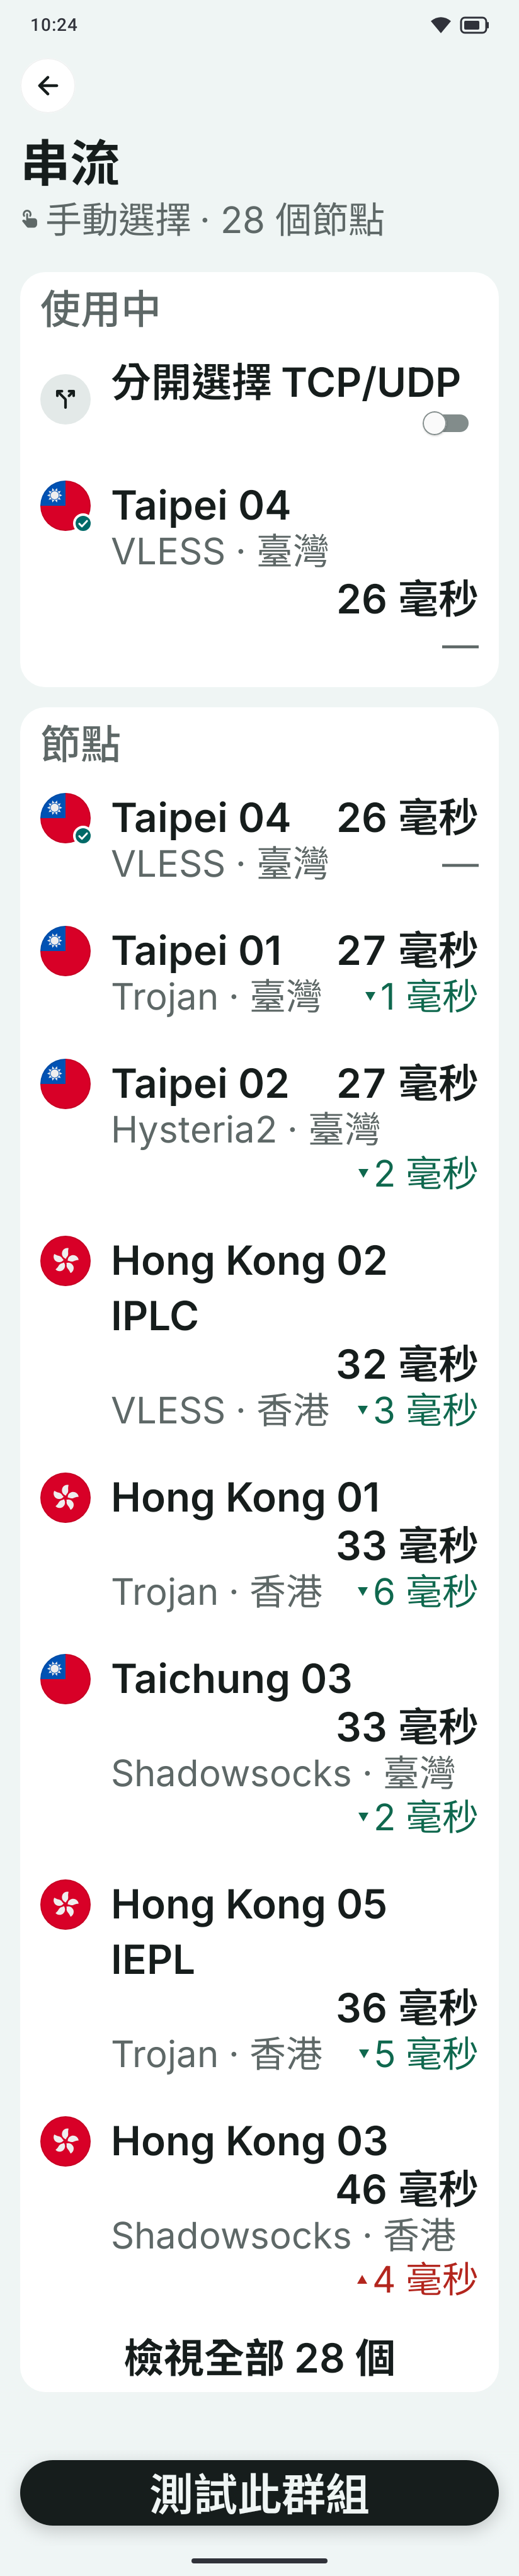 10:24
串流
手動選擇 · 28 個節點
使用中
分開選擇 TCP/UDP
Taipei 04
VLESS · 臺灣
26 毫秒
—
節點
Taipei 04 26 毫秒
VLESS · 臺灣 —
Taipei 01 27 毫秒
Trojan · 臺灣 ▼1 毫秒
Taipei 02 27 毫秒
Hysteria2 · 臺灣
▼2 毫秒
Hong Kong 02
IPLC
32 毫秒
VLESS · 香港 ▼3 毫秒
Hong Kong 01
33 毫秒
Trojan · 香港 ▼6 毫秒
Taichung 03
33 毫秒
Shadowsocks · 臺灣
▼2 毫秒
Hong Kong 05
IEPL
36 毫秒
Trojan · 香港 ▼5 毫秒
Hong Kong 03
46 毫秒
Shadowsocks · 香港
▲4 毫秒
檢視全部 28 個
測試此群組